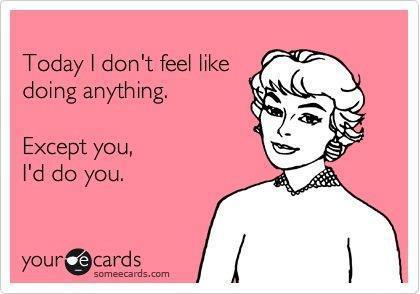 Today I don't feel like
doing anything.
Except you,
I'd do you.
your e cards
someecards.com